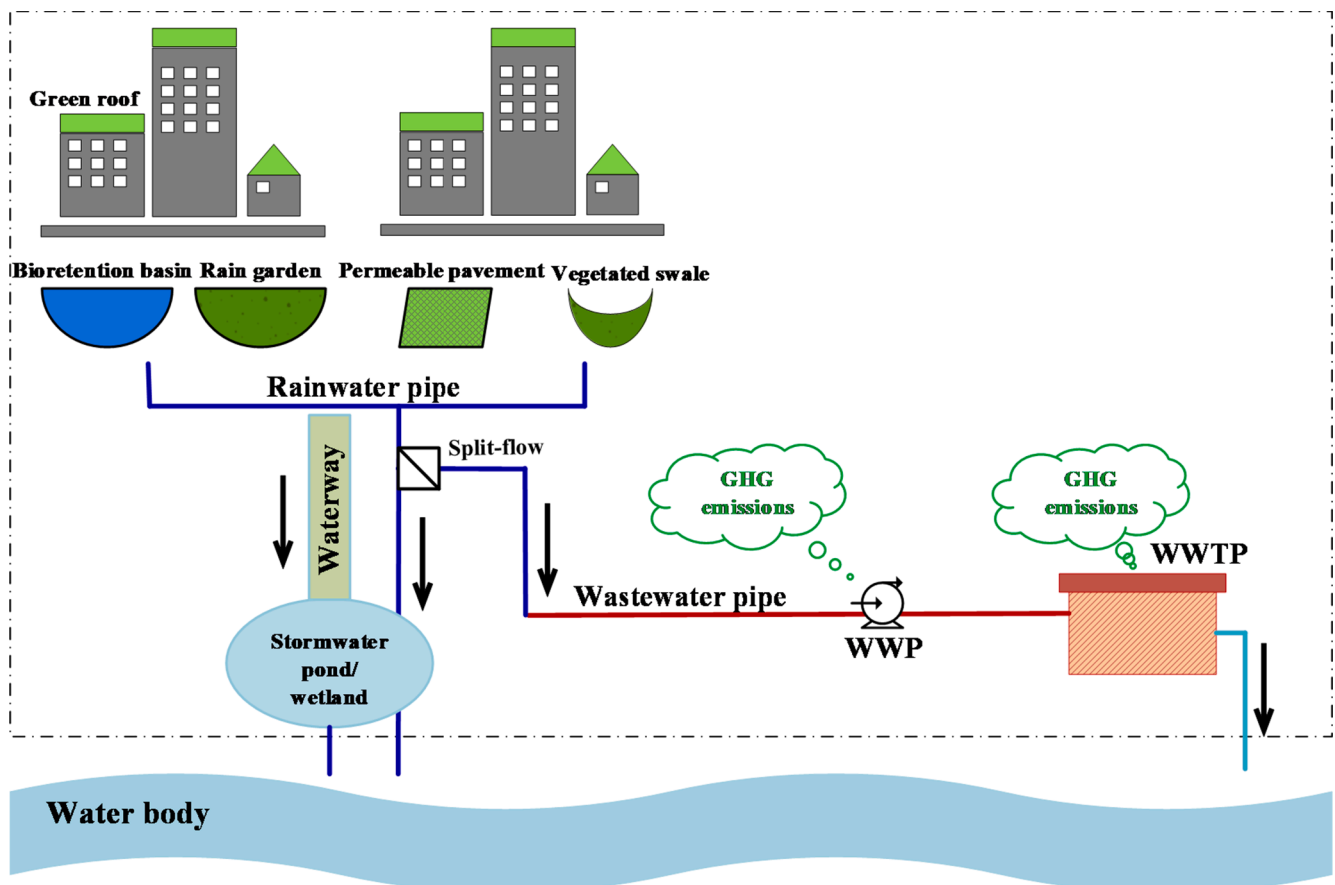 Green roof
Bioretention basin
Rain garden
Permeable pavement
Vegetated swale
Rainwater pipe
Split-flow
Waterway
GHG
emissions
GHG
emissions
WWTP
Wastewater pipe
WWP
Stormwater
pond/
wetland
Water body